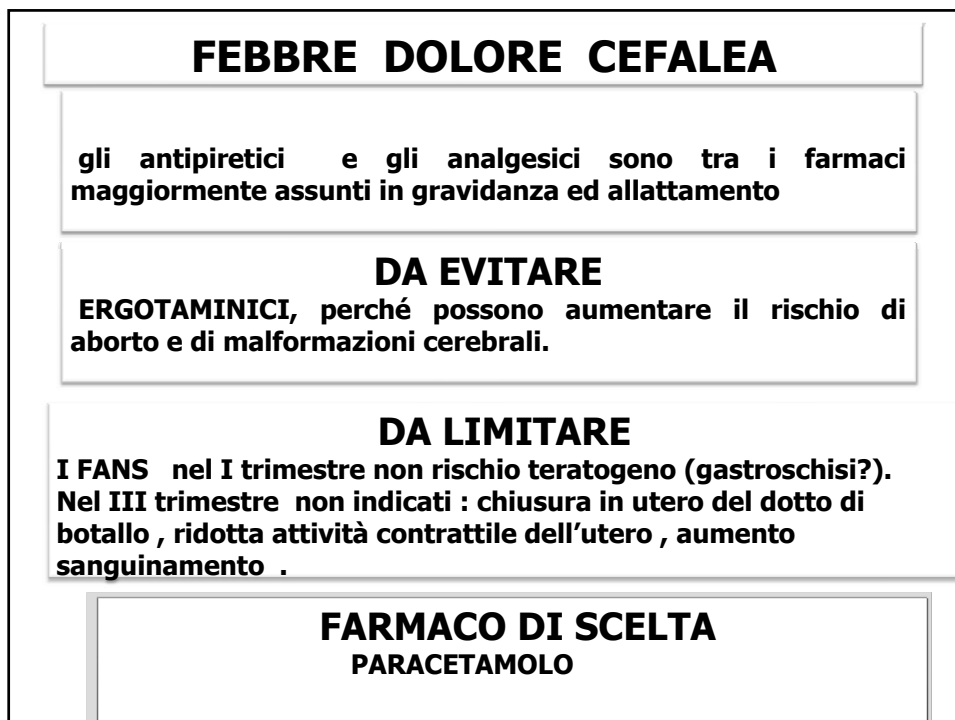 FEBBRE DOLORE CEFALEA
gli antipiretici e gli analgesici sono tra i farmaci
maggiormente assunti in gravidanza ed allattamento
DA EVITARE
ERGOTAMINICI, perché possono aumentare il rischio di
aborto e di malformazioni cerebrali.
DA LIMITARE
I FANS nel I trimestre non rischio teratogeno (gastroschisi?).
Nel III trimestre non indicati : chiusura in utero del dotto di
botallo , ridotta attività contrattile dell’utero , aumento
sanguinamento .
FARMACO DI SCELTA
PARACETAMOLO